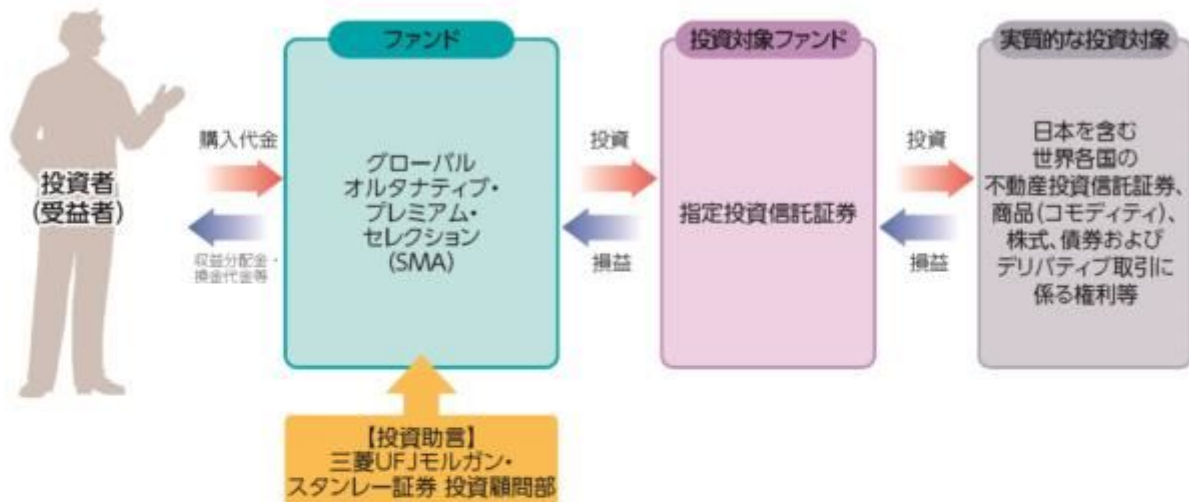 投資者
(受益者)
購入代金
収益分配金・
換金代金等
ファンド
グローバル
オルタナティブ・
プレミアム・
セレクション
(SMA)
【投資助言】
三菱UFJモルガン・
スタンレー証券 投資顧問部
投資
損益
投資対象ファンド
指定投資信託証券
投資
損益
実質的な投資対象
日本を含む
世界各国の
不動産投資信託証券、
商品(コモディティ)、
株式、債券および
デリバティブ取引に
係る権利等